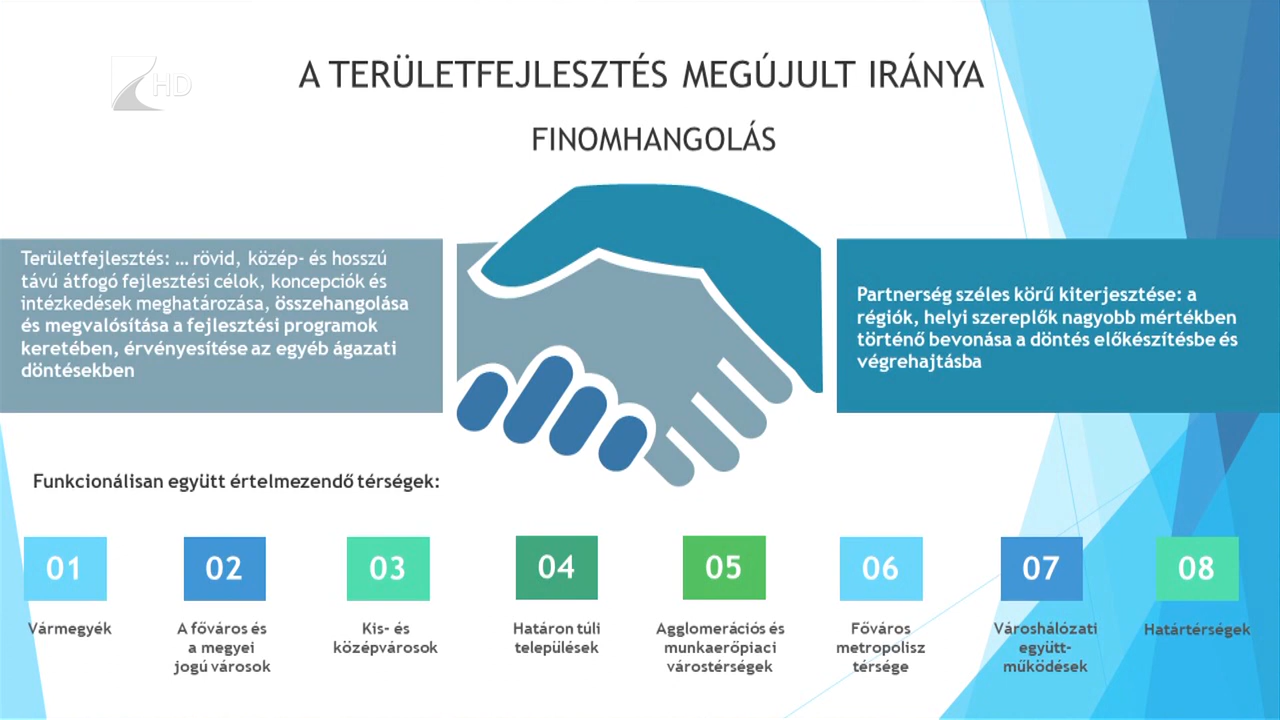 HD
A TERÜLETFEJLESZTÉS MEGÚJULT IRÁNYA
FINOMHANGOLÁS
Területfejlesztés: … rövid, közép- és hosszú
távú átfogó fejlesztési célok, koncepciók és
intézkedések meghatározása, összehangolása
és megvalósítása a fejlesztési programok
keretében, érvényesítése az egyéb ágazati
döntésekben
Partnerség széles körű kiterjesztése: a
régiók, helyi szereplők nagyobb mértékben
történő bevonása a döntés előkészítésbe és
végrehajtásba
Funkcionálisan együtt értelmezendő térségek:
01
Vármegyék
02
A főváros és
a megyei
jogú városok
03
Kis- és
középvárosok
04
Határon túli
települések
05
Agglomerációs és
munkaerőpiaci
várostérségek
06
Főváros
metropolisz
térsége
07
Városhálózati
együtt-
működések
08
Határtérségek